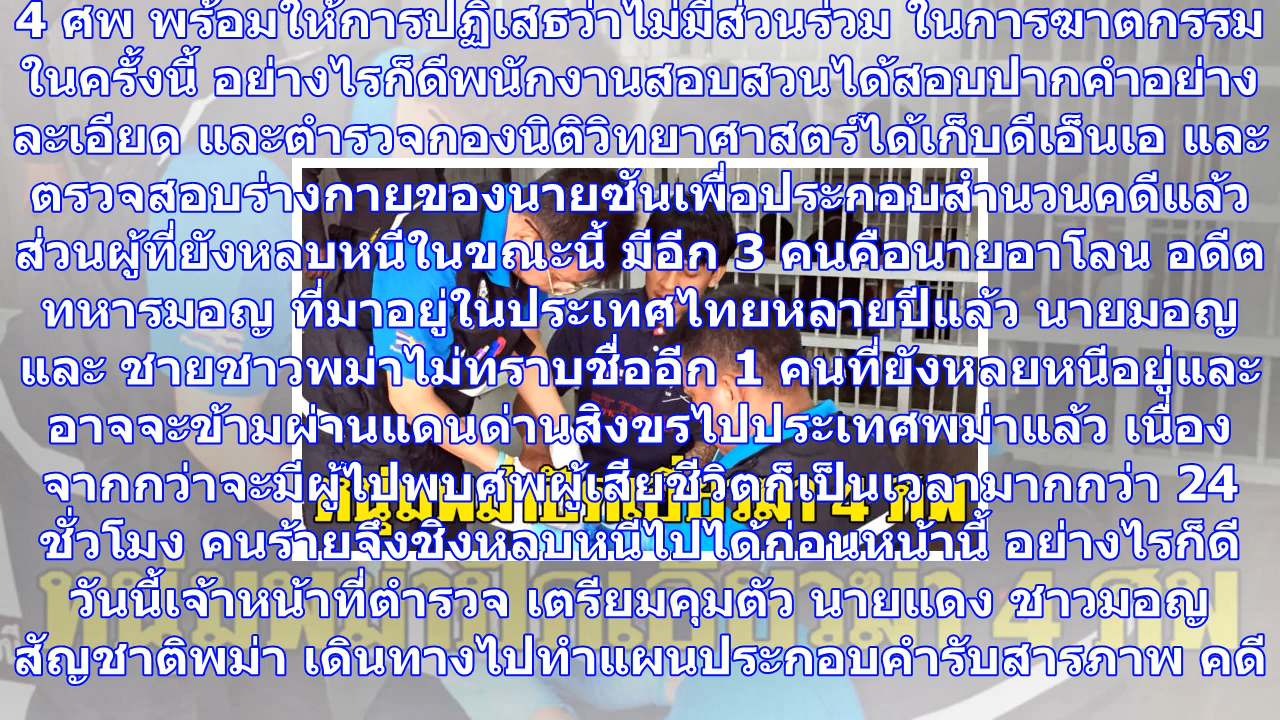 4 ศพ พร้อมให้การปฏิเสธว่าไม่มีส่วนร่วม ในการฆาตกรรม
ในครั้งนี้ อย่างไรก็ดีพนักงานสอบสวนได้สอบปากคำอย่าง
ละเอียด และตำรวจกองนิติวิทยาศาสตร์ได้เก็บดีเอ็นเอ และ
ตรวจสอบร่างกายของนายซันเพื่อประกอบสำนวนคดีแล้ว
ส่วนผู้ที่ยังหลบหนีในขณะนี้ มีอีก 3 คนคือนายอาโลน อดีต
ทหารมอญ ที่มาอยู่ในประเทศไทยหลายปีแล้ว นายมอญ
และ ชายชาวพม่าไม่ทราบชื่ออีก 1 คนที่ยังหลยหนีอยู่และ
อาจจะข้ามผ่านแดนด่านสิงขรไปประเทศพม่าแล้ว เนื่อง
จากกว่าจะมีผู้ไปพบศพผู้เสียชีวิตก็เป็นเวลามากกว่า 24
ชั่วโมง คนร้ายจึงชิงหลบหนีไปได้ก่อนหน้านี้ อย่างไรก็ดี
วันนี้เจ้าหน้าที่ตำรวจ เตรียมคุมตัว นายแดง ชาวมอญ
สัญชาติพม่า เดินทางไปทำแผนประกอบคำรับสารภาพ คดี
หนุ่มพม่าปัดเอี่ยวฆ่า 4 ศพ